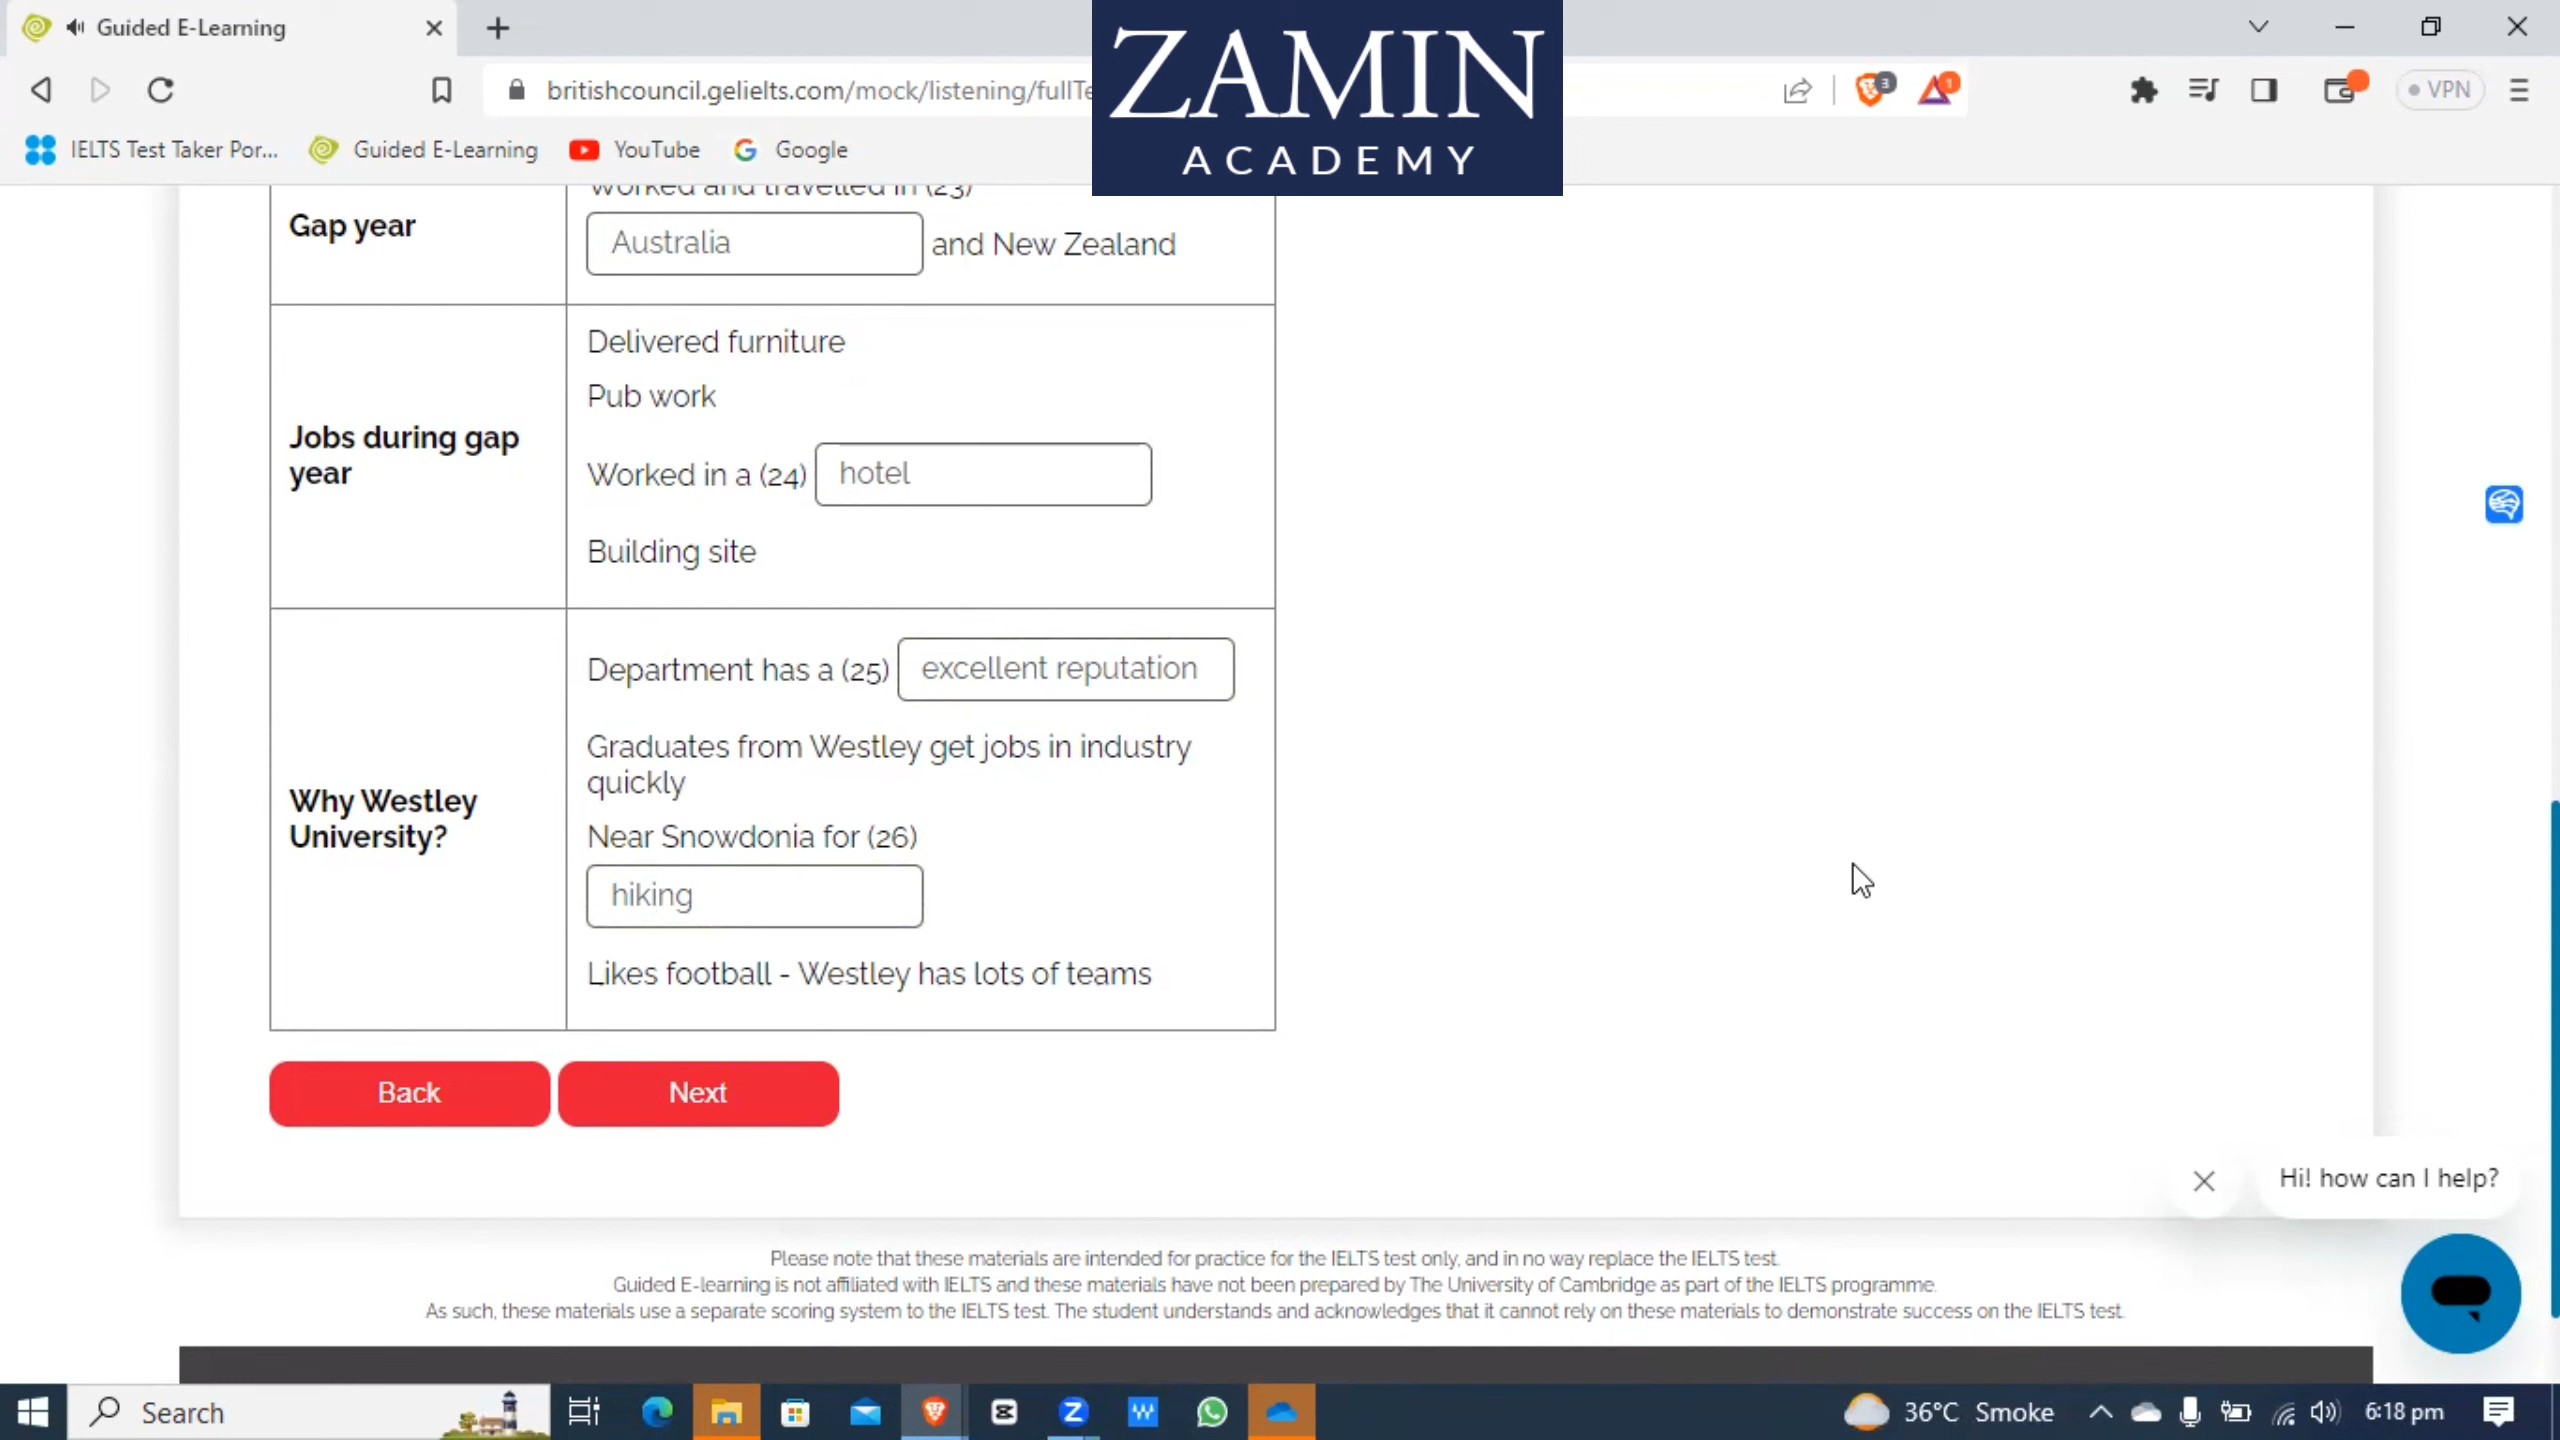 Guided E-Learning
ZAMIN
ACADEMY
britishcouncil.gelielts.com/mock/listening/fullTe
3
1
VPN
IELTS Test Taker Por...
Guided E-Learning
YouTube
Google
Gap year
Worked and travelled in (23)
Australia and New Zealand
Jobs during gap year
Delivered furniture
Pub work
Worked in a (24) hotel
Building site
Why Westley University?
Department has a (25) excellent reputation
Graduates from Westley get jobs in industry
quickly
Near Snowdonia for (26)
hiking
Likes football - Westley has lots of teams
Back
Next
Hi! how can I help?
Please note that these materials are intended for practice for the IELTS test only, and in no way replace the IELTS test.
Guided E-learning is not affiliated with IELTS and these materials have not been prepared by The University of Cambridge as part of the IELTS programme.
As such, these materials use a separate scoring system to the IELTS test. The student understands and acknowledges that it cannot rely on these materials to demonstrate success on the IELTS test.
Search
36°C Smoke
6:18 pm